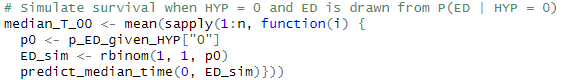 # Simulate survival when HYP = 0 and ED is drawn from P(ED | HYP = 0)
median_T_00 <- mean(sapply(1:n, function(i) {
  p0 <- p_ED_given_HYP["0"]
  ED_sim <- rbinom(1, 1, p0)
  predict_median_time(0, ED_sim)}))